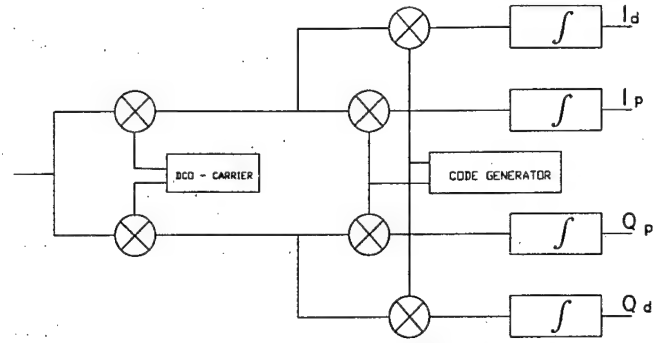 ∫ I d
∫ I p
DCO - CARRIER
CODE GENERATOR
∫ Q p
∫ Q d